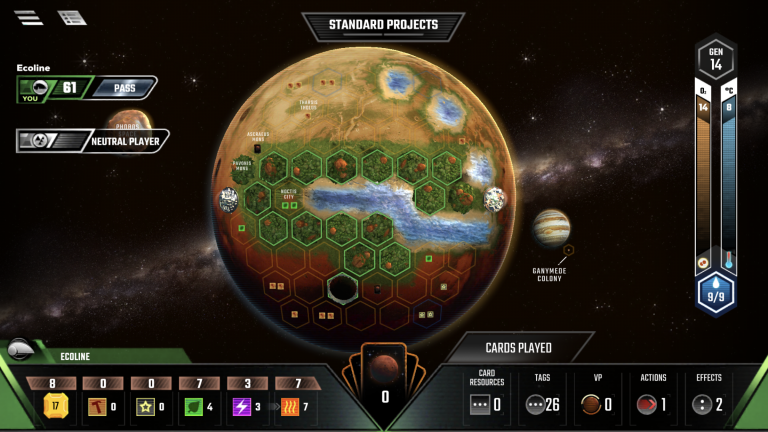 STANDARD PROJECTS
Ecoline
YOU
61
PASS
PHOBOS
NEUTRAL PLAYER
THARSIS
THOLUS
ASCRAEUS
MONS
PAVONIS
MONS
NOCTIS
CITY
GANYMEDE
COLONY
GEN
14
O₂
°C
14
8
9/9
ECOLINE
8
0
0
7
3
7
17
0
0
4
3
7
0
CARDS PLAYED
CARD
RESOURCES
TAGS
VP
ACTIONS
EFFECTS
0
26
0
1
2